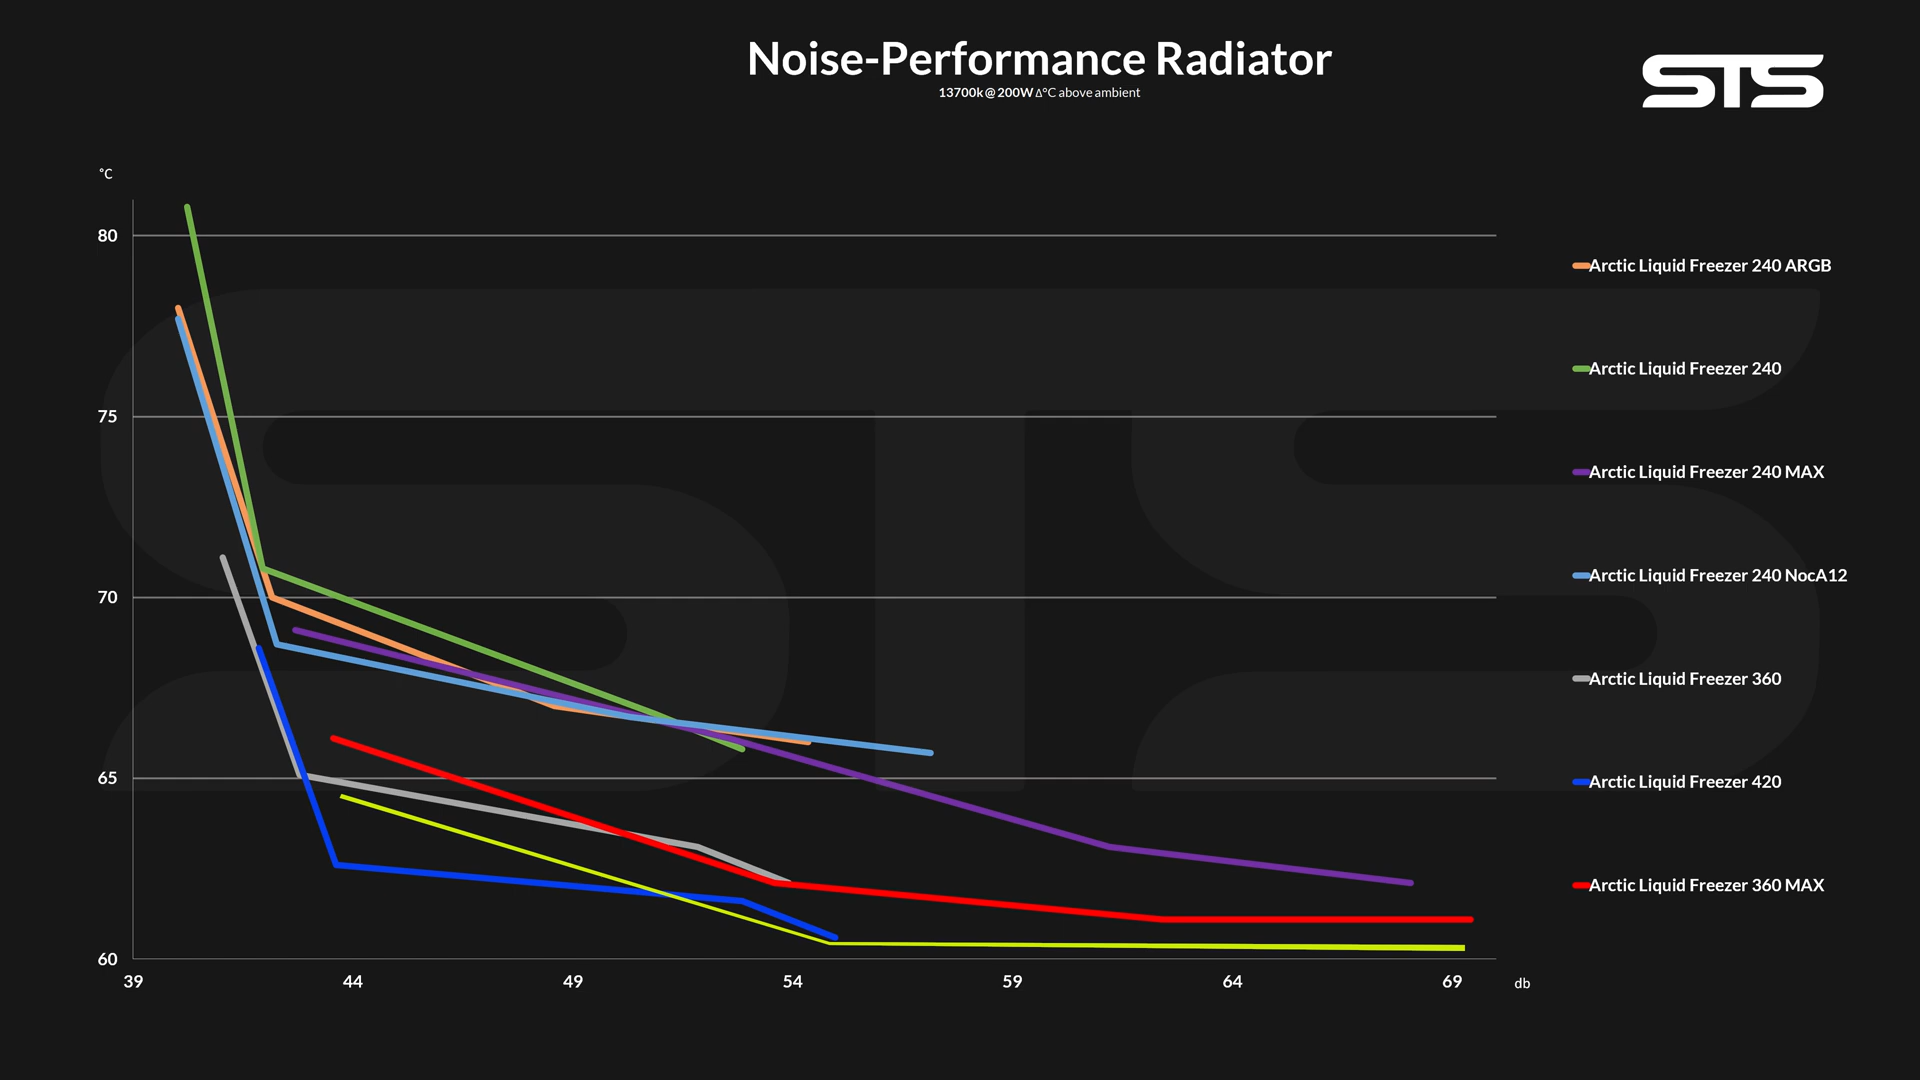 Noise-Performance Radiator
13700k @ 200W Δ°C above ambient
STS
°C
80
75
70
65
60
39 44 49 54 59 64 69 db
Arctic Liquid Freezer 240 ARGB
Arctic Liquid Freezer 240
Arctic Liquid Freezer 240 MAX
Arctic Liquid Freezer 240 NocA12
Arctic Liquid Freezer 360
Arctic Liquid Freezer 420
Arctic Liquid Freezer 360 MAX
STS